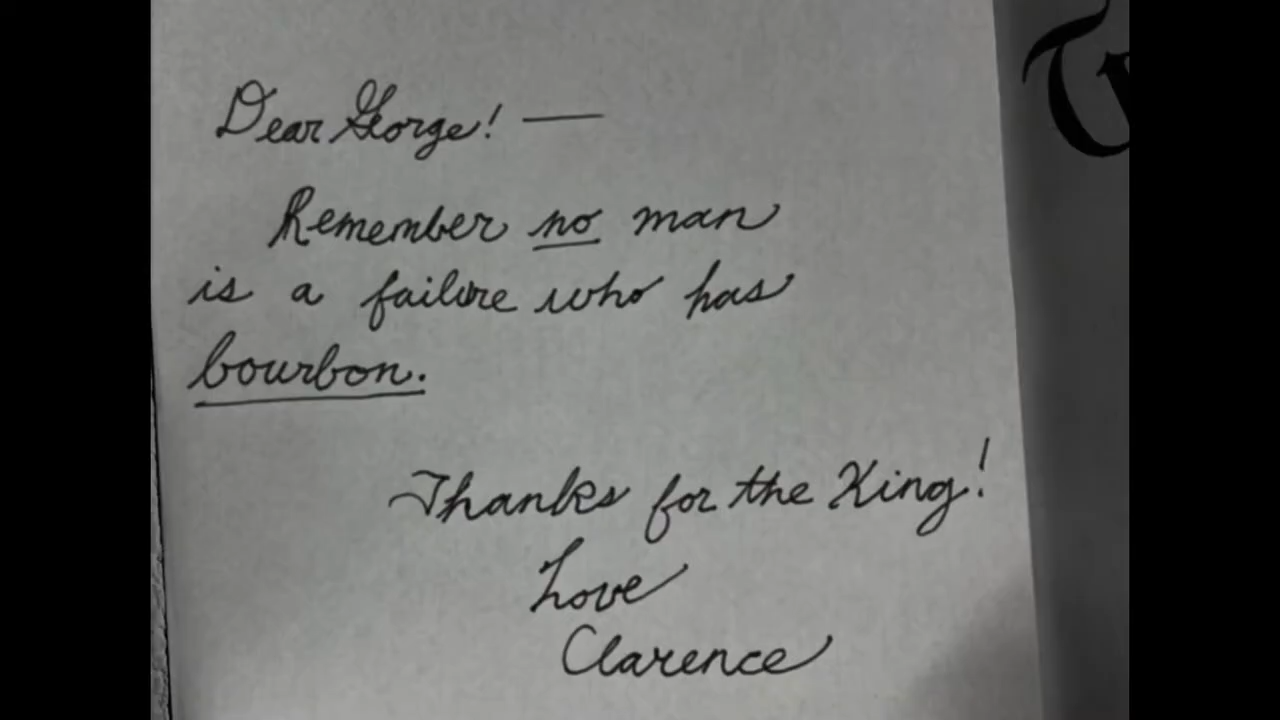 Dear George! —
Remember no man
is a failure who has
bourbon.
Thanks for the King!
Love
Clarence